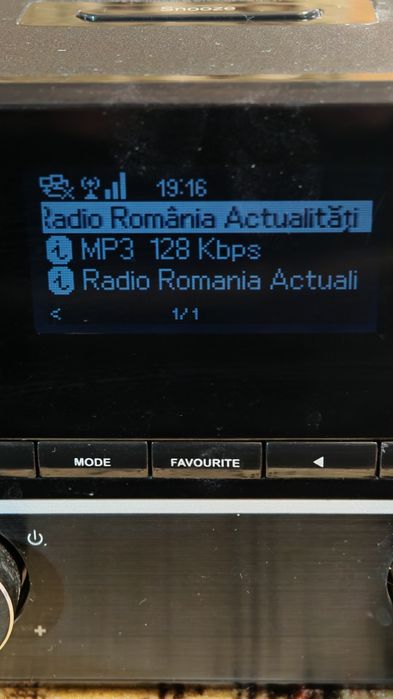 Snooze
19:16
Radio România Actualităţi
MP3 128 Kbps
Radio Romania Actuali
< 1/1
MODE FAVOURITE